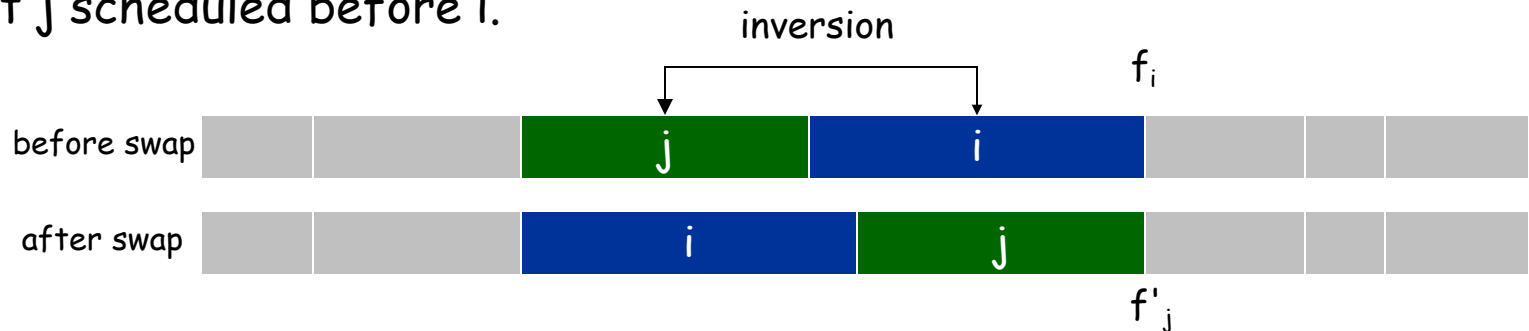 j scheduled before i.
inversion
f_i
before swap
j
i
after swap
i
j
f'_j